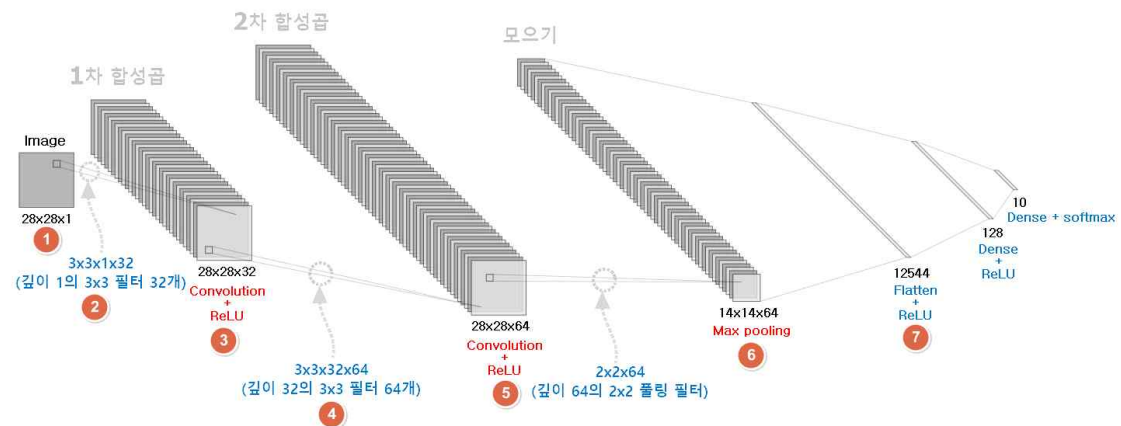 1차 합성곱
2차 합성곱
모으기
Image
28x28x1
1
3x3x1x32
(깊이 1의 3x3 필터 32개)
2
28x28x32
Convolution
+
ReLU
3
3x3x32x64
(깊이 32의 3x3 필터 64개)
4
28x28x64
Convolution
+
ReLU
5
2x2x64
(깊이 64의 2x2 풀링 필터)
14x14x64
Max pooling
6
12544
Flatten
+
ReLU
7
128
Dense
+
ReLU
10
Dense + softmax